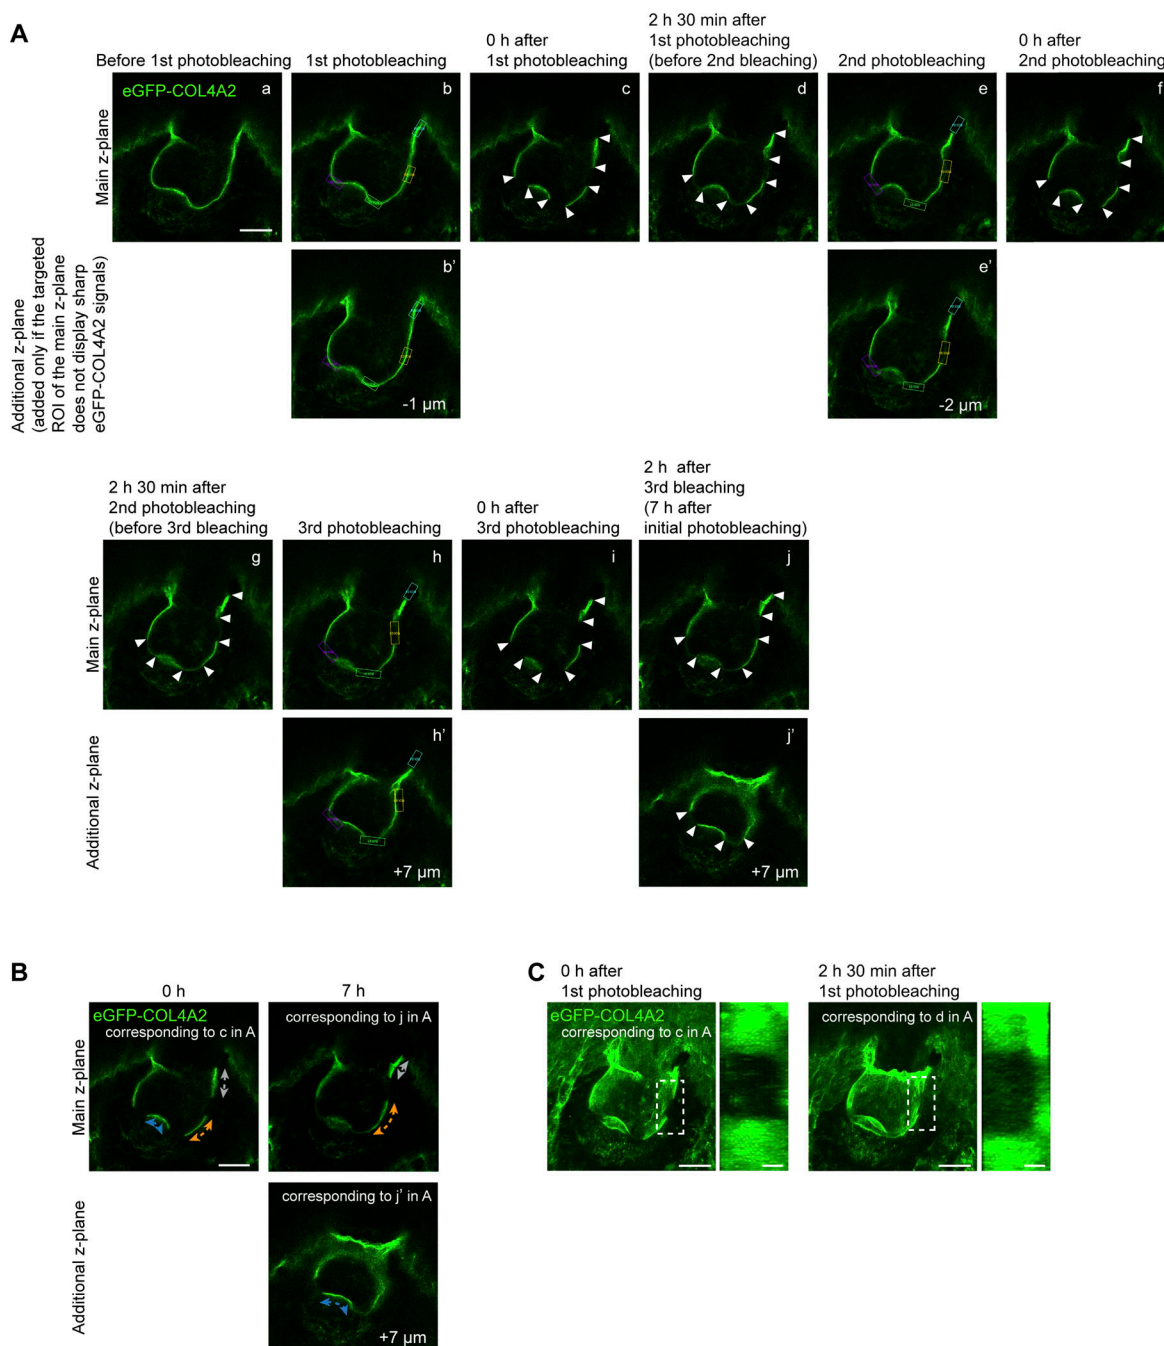 A
Before 1st photobleaching
1st photobleaching
0 h after
1st photobleaching
2 h 30 min after
1st photobleaching
(before 2nd bleaching)
2nd photobleaching
0 h after
2nd photobleaching
Main z-plane
eGFP-COL4A2
a
b
c
d
e
f
Additional z-plane
(added only if the targeted
ROI of the main z-plane
does not display sharp
eGFP-COL4A2 signals)
b'
-1 µm
e'
-2 µm
2 h 30 min after
2nd photobleaching
(before 3rd bleaching
3rd photobleaching
0 h after
3rd photobleaching
2 h after
3rd bleaching
(7 h after
initial photobleaching)
Main z-plane
g
h
i
j
Additional z-plane
h'
+7 µm
j'
+7 µm
B
0 h
7 h
Main z-plane
eGFP-COL4A2
corresponding to c in A
corresponding to j in A
Additional z-plane
corresponding to j' in A
+7 µm
C
0 h after
1st photobleaching
2 h 30 min after
1st photobleaching
eGFP-COL4A2
corresponding to c in A
corresponding to d in A